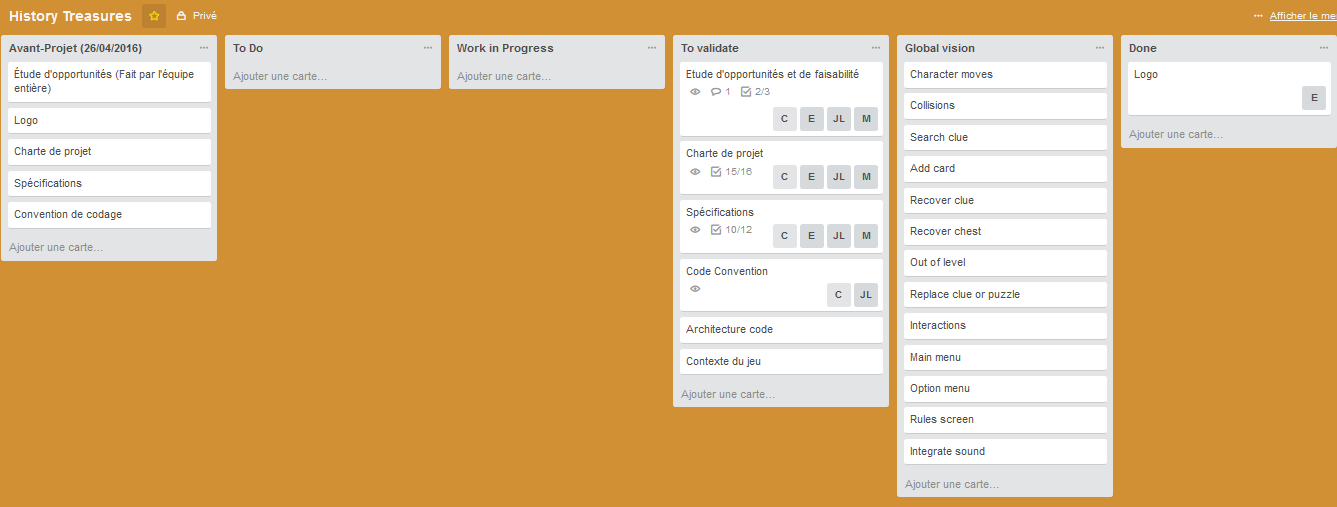 History Treasures
Privé
Afficher le me
Avant-Projet (26/04/2016)
Étude d'opportunités (Fait par l'équipe
entière)
Logo
Charte de projet
Spécifications
Convention de codage
Ajouter une carte…
To Do
Ajouter une carte…
Work in Progress
Ajouter une carte…
To validate
Etude d'opportunités et de faisabilité
1 2/3
C E JL M
Charte de projet
15/16
C E JL M
Spécifications
10/12
C E JL M
Code Convention
C JL
Architecture code
Contexte du jeu
Ajouter une carte…
Global vision
Character moves
Collisions
Search clue
Add card
Recover clue
Recover chest
Out of level
Replace clue or puzzle
Interactions
Main menu
Option menu
Rules screen
Integrate sound
Ajouter une carte…
Done
Logo
E
Ajouter une carte…